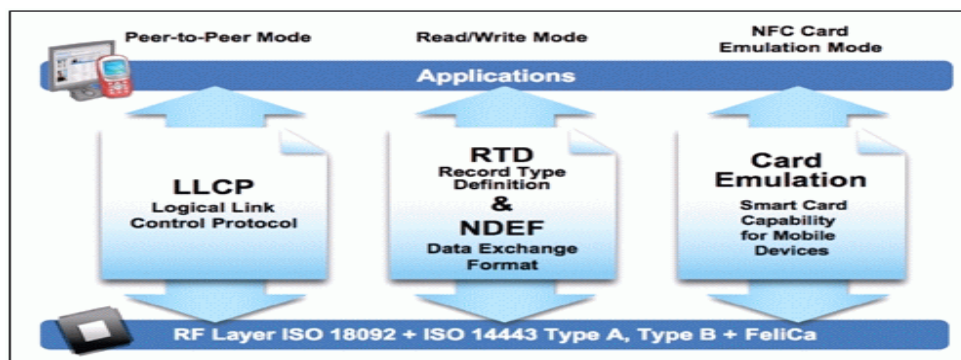 Peer-to-Peer Mode
Read/Write Mode
NFC Card
Emulation Mode
Applications
LLCP
Logical Link
Control Protocol
RTD
Record Type
Definition
&
NDEF
Data Exchange
Format
Card
Emulation
Smart Card
Capability
for Mobile
Devices
RF Layer ISO 18092 + ISO 14443 Type A, Type B + FeliCa